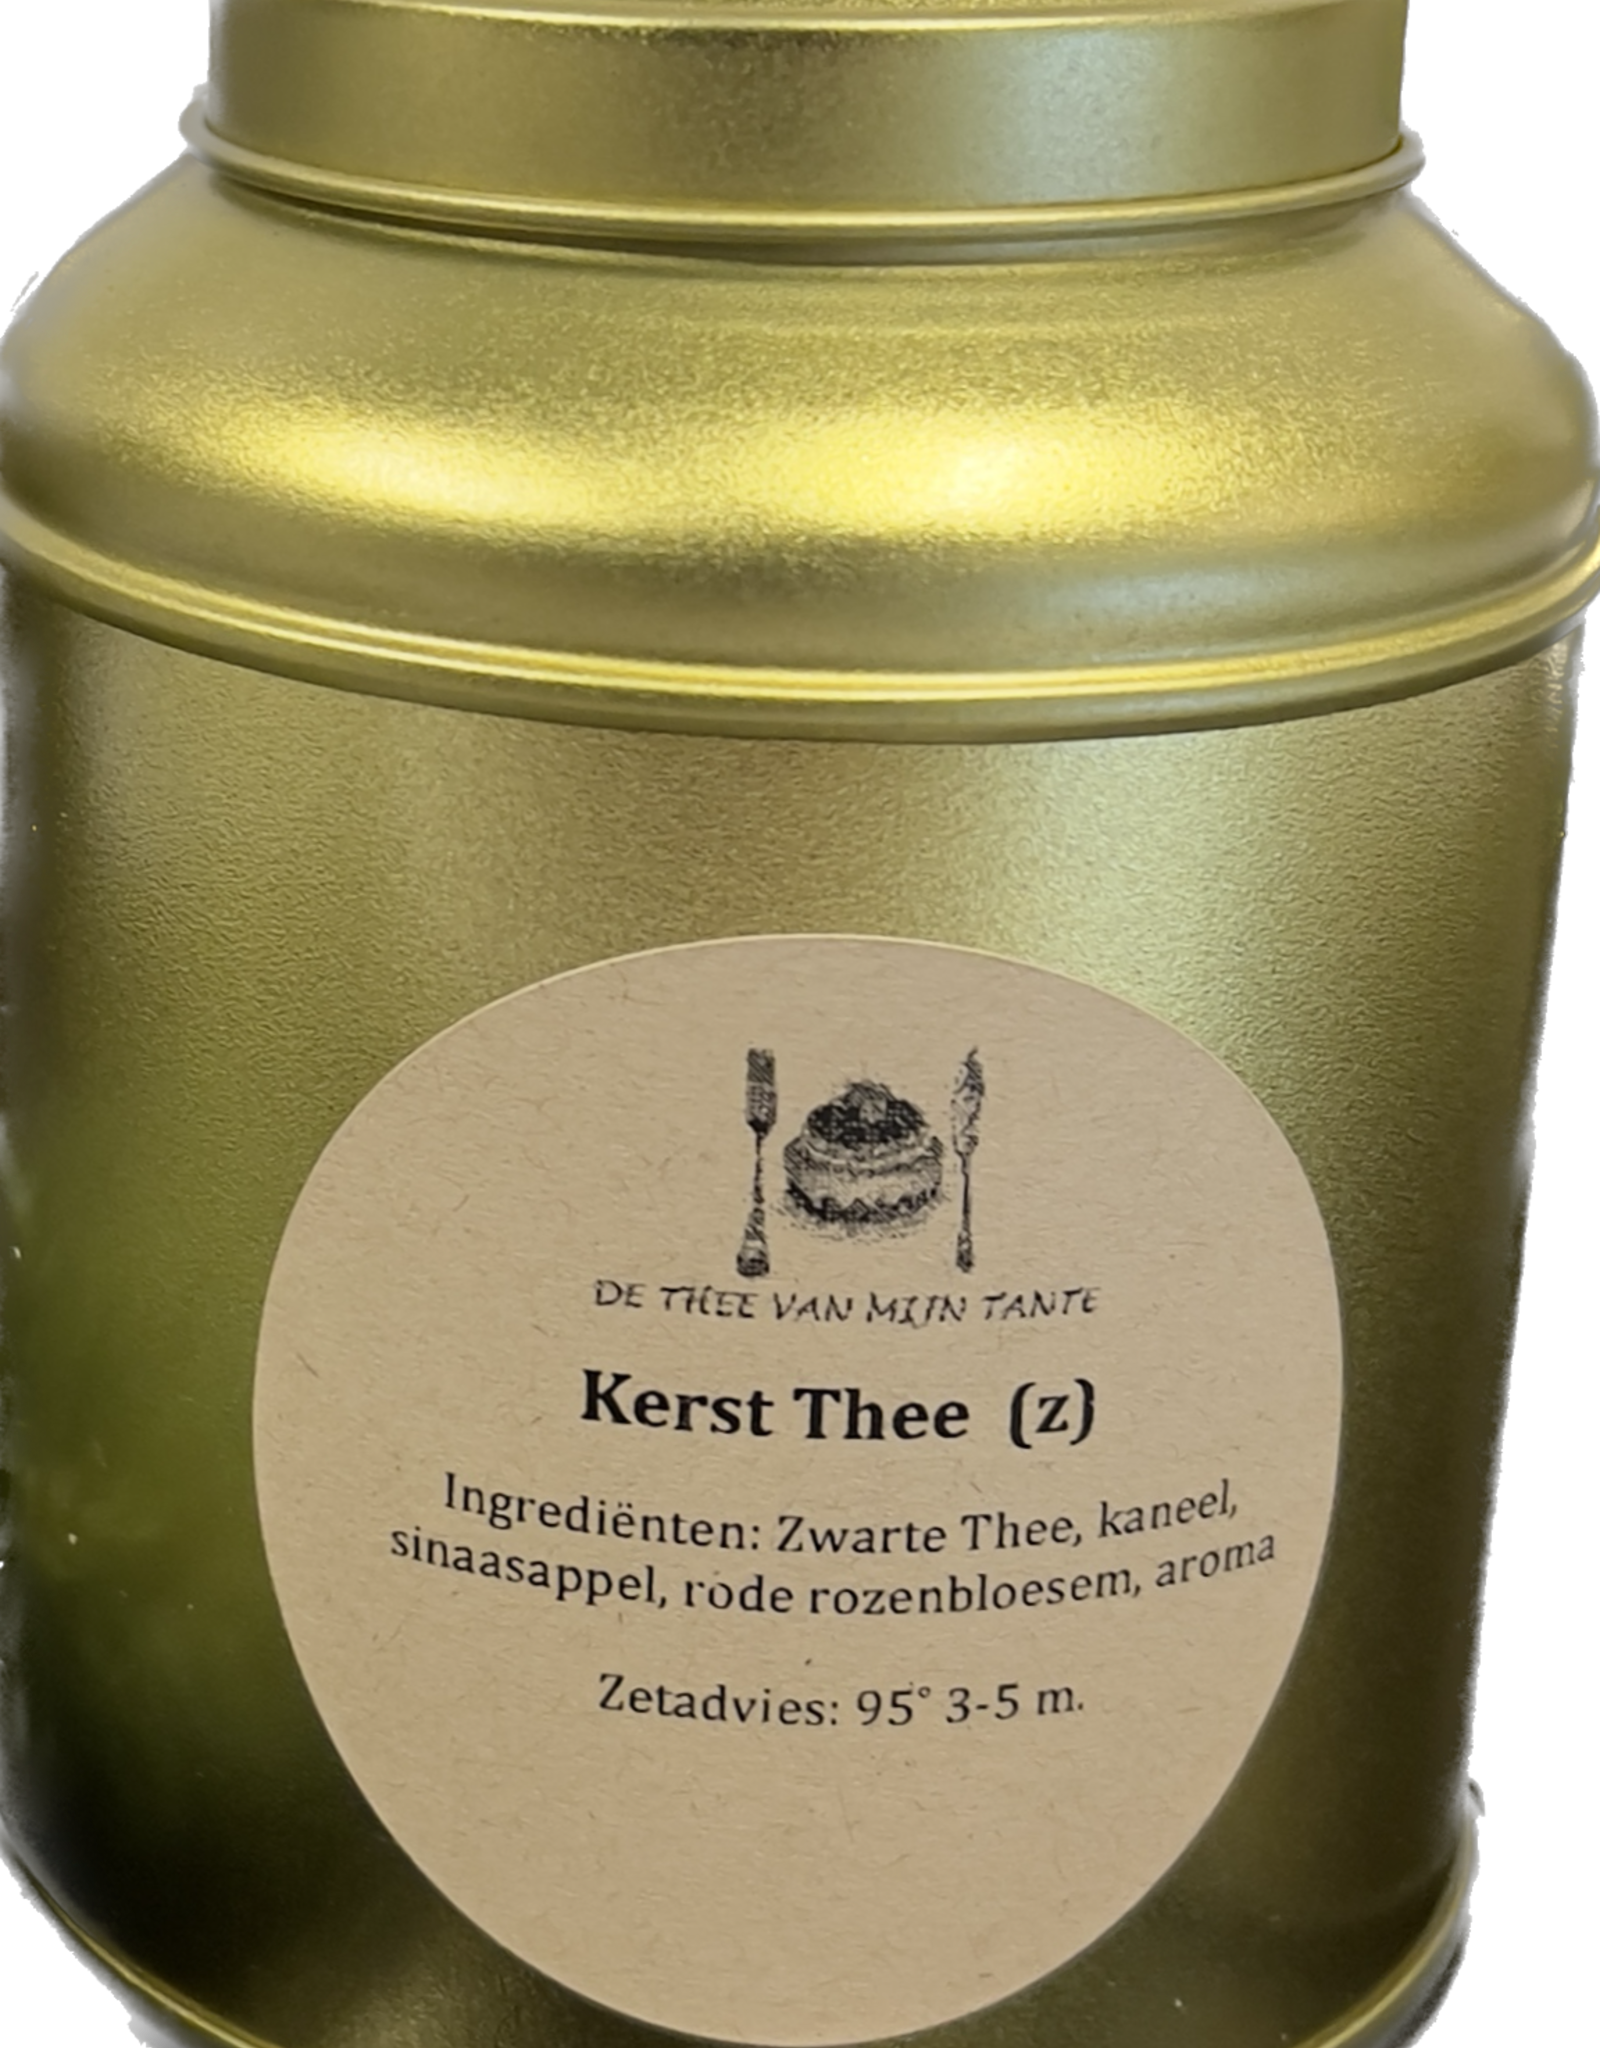 DE THEE VAN MIJN TANTE
Kerst Thee (z)
Ingrediënten: Zwarte Thee, kaneel,
sinaasappel, rode rozenbloesem, aroma
Zetadvies: 95° 3-5 m.